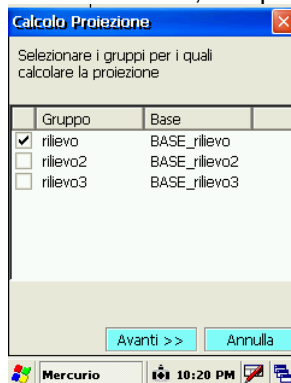 Calcolo Proiezione
Selezionare i gruppi per i quali
calcolare la proiezione
Gruppo Base
rilievo BASE_rilievo
rilievo2 BASE_rilievo2
rilievo3 BASE_rilievo3
Avanti >> Annulla
Mercurio 10:20 PM